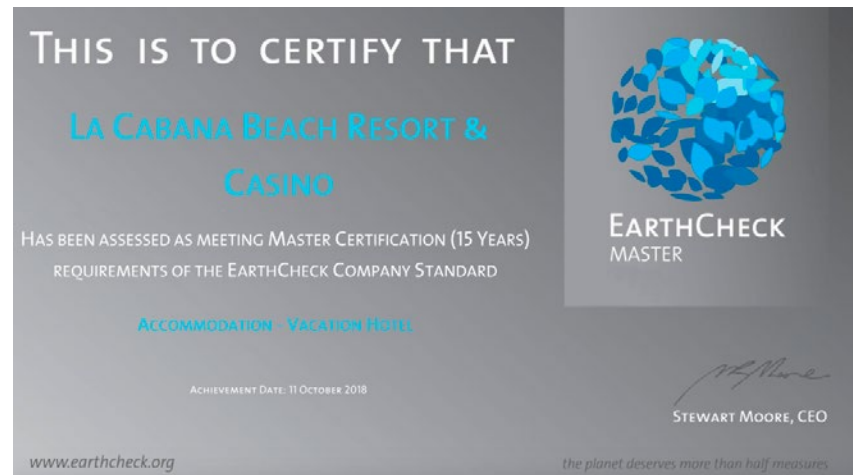 THIS IS TO CERTIFY THAT
LA CABANA BEACH RESORT &
CASINO
HAS BEEN ASSESSED AS MEETING MASTER CERTIFICATION (15 YEARS)
REQUIREMENTS OF THE EARTHCHECK COMPANY STANDARD
ACCOMMODATION - VACATION HOTEL
ACHIEVEMENT DATE: 11 OCTOBER 2018
www.earthcheck.org
EARTHCHECK
MASTER
STEWART MOORE, CEO
the planet deserves more than half measures